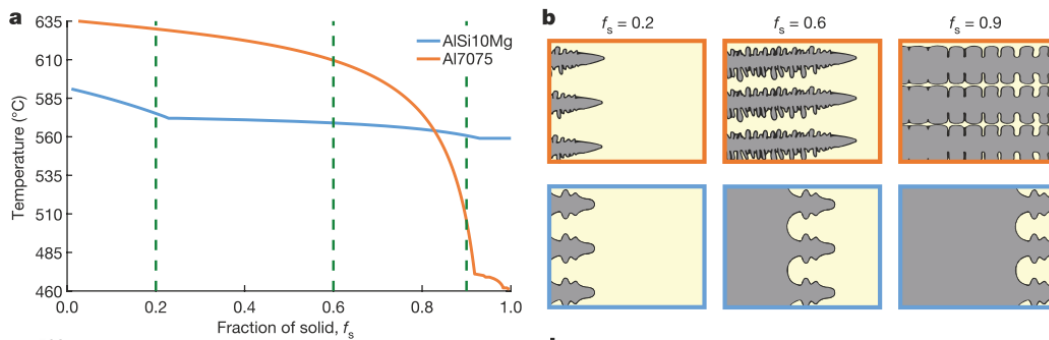 a
635
610
585
560
535
510
485
460
Temperature (°C)
AlSi10Mg
Al7075
0.0 0.2 0.4 0.6 0.8 1.0
Fraction of solid, fs
b
fs = 0.2 fs = 0.6 fs = 0.9